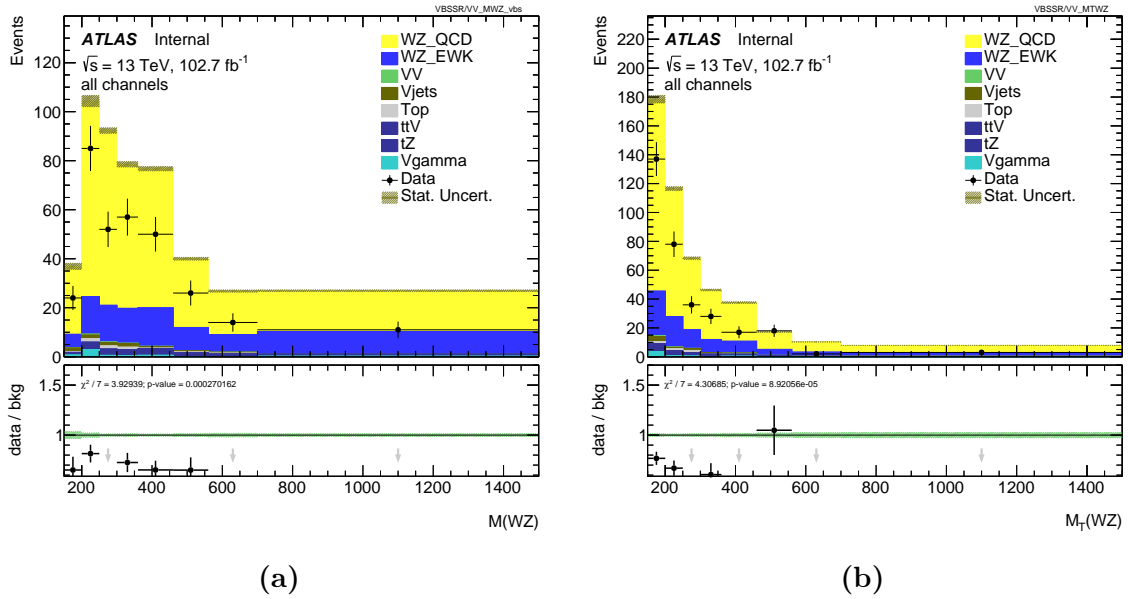 VBSSR/VV_MWZ_vbs
Events
ATLAS Internal
√s = 13 TeV, 102.7 fb⁻¹
all channels
WZ_QCD
WZ_EWK
VV
Vjets
Top
ttV
tZ
Vgamma
Data
Stat. Uncert.
120
100
80
60
40
20
0
data / bkg
χ² / 7 = 3.92939; p-value = 0.000270162
1.5
1
200 400 600 800 1000 1200 1400
M(WZ)
(a)
VBSSR/VV_MTWZ
Events
ATLAS Internal
√s = 13 TeV, 102.7 fb⁻¹
all channels
WZ_QCD
WZ_EWK
VV
Vjets
Top
ttV
tZ
Vgamma
Data
Stat. Uncert.
220
200
180
160
140
120
100
80
60
40
20
0
data / bkg
χ² / 7 = 4.30685; p-value = 8.92056e-05
1.5
1
200 400 600 800 1000 1200 1400
M_T(WZ)
(b)